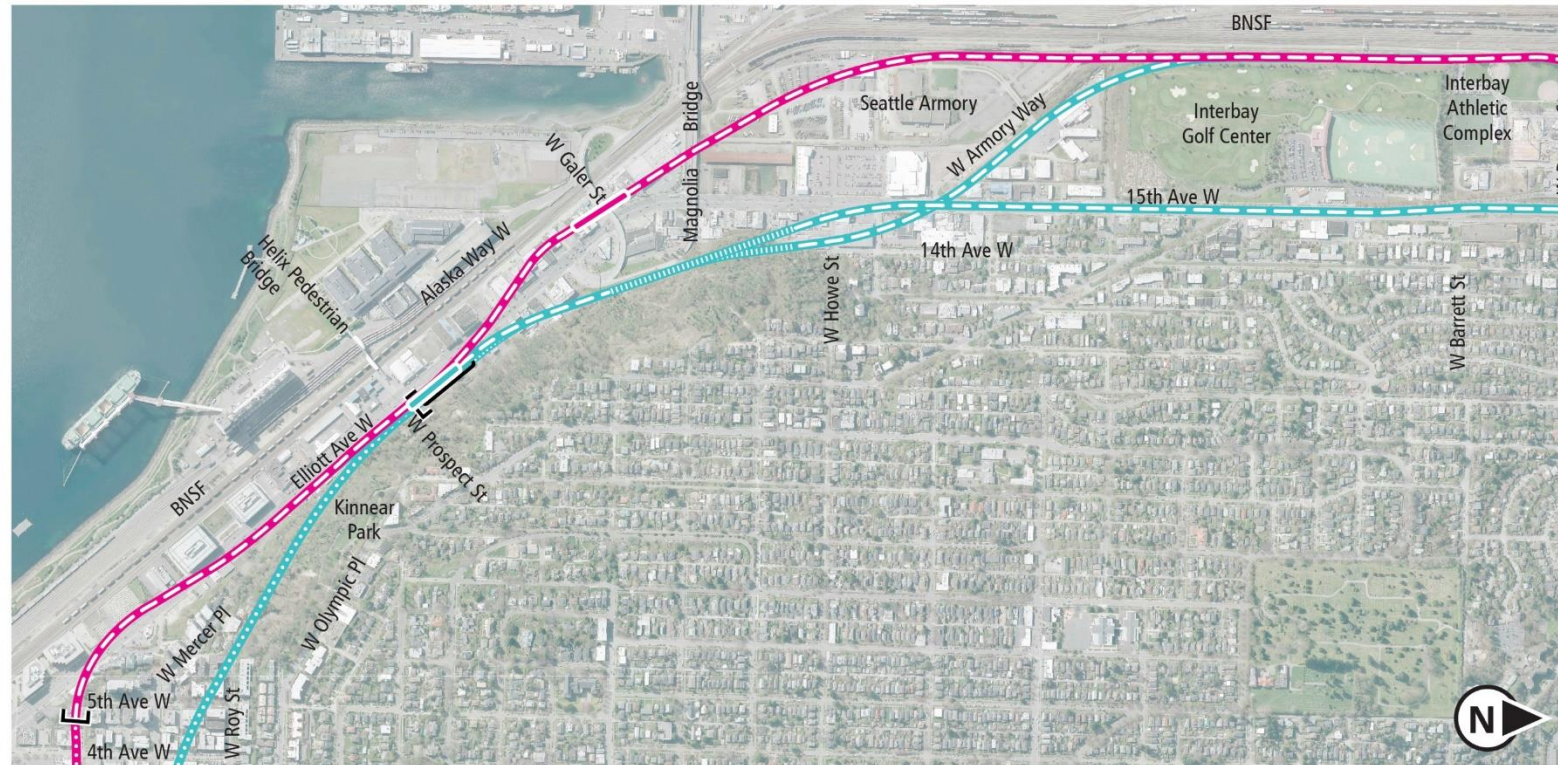 BNSF
Seattle Armory
Magnolia Bridge
Interbay
Golf Center
Interbay
Athletic
Complex
W Armory Way
W Galer St
15th Ave W
14th Ave W
Alaska Way W
Helix Pedestrian
Bridge
W Howe St
W Barrett St
Elliott Ave W
W Prospect St
BNSF
Kinnear
Park
W Olympic Pl
W Mercer Pl
5th Ave W
W Roy St
4th Ave W
N